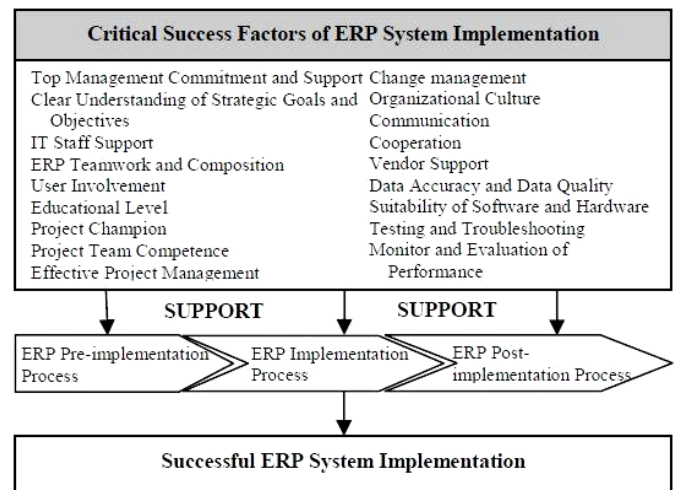 Critical Success Factors of ERP System Implementation
Top Management Commitment and Support
Clear Understanding of Strategic Goals and
Objectives
IT Staff Support
ERP Teamwork and Composition
User Involvement
Educational Level
Project Champion
Project Team Competence
Effective Project Management
Change management
Organizational Culture
Communication
Cooperation
Vendor Support
Data Accuracy and Data Quality
Suitability of Software and Hardware
Testing and Troubleshooting
Monitor and Evaluation of
Performance
SUPPORT
SUPPORT
ERP Pre-implementation
Process
ERP Implementation
Process
ERP Post-
implementation Process
Successful ERP System Implementation